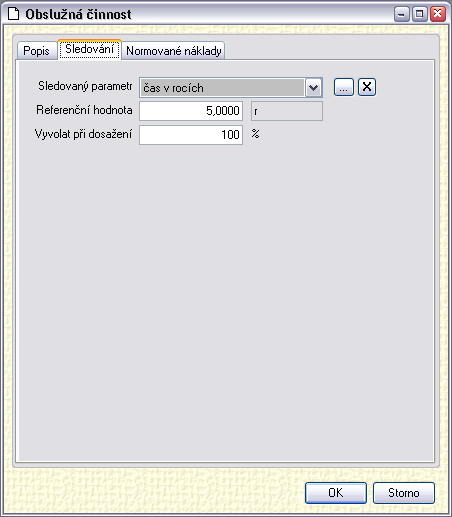 Obslužná činnost
Popis Sledování Normované náklady
Sledovaný parametr čas v rocích ... X
Referenční hodnota 5,0000 r
Vyvolat při dosažení 100 %
OK Storno